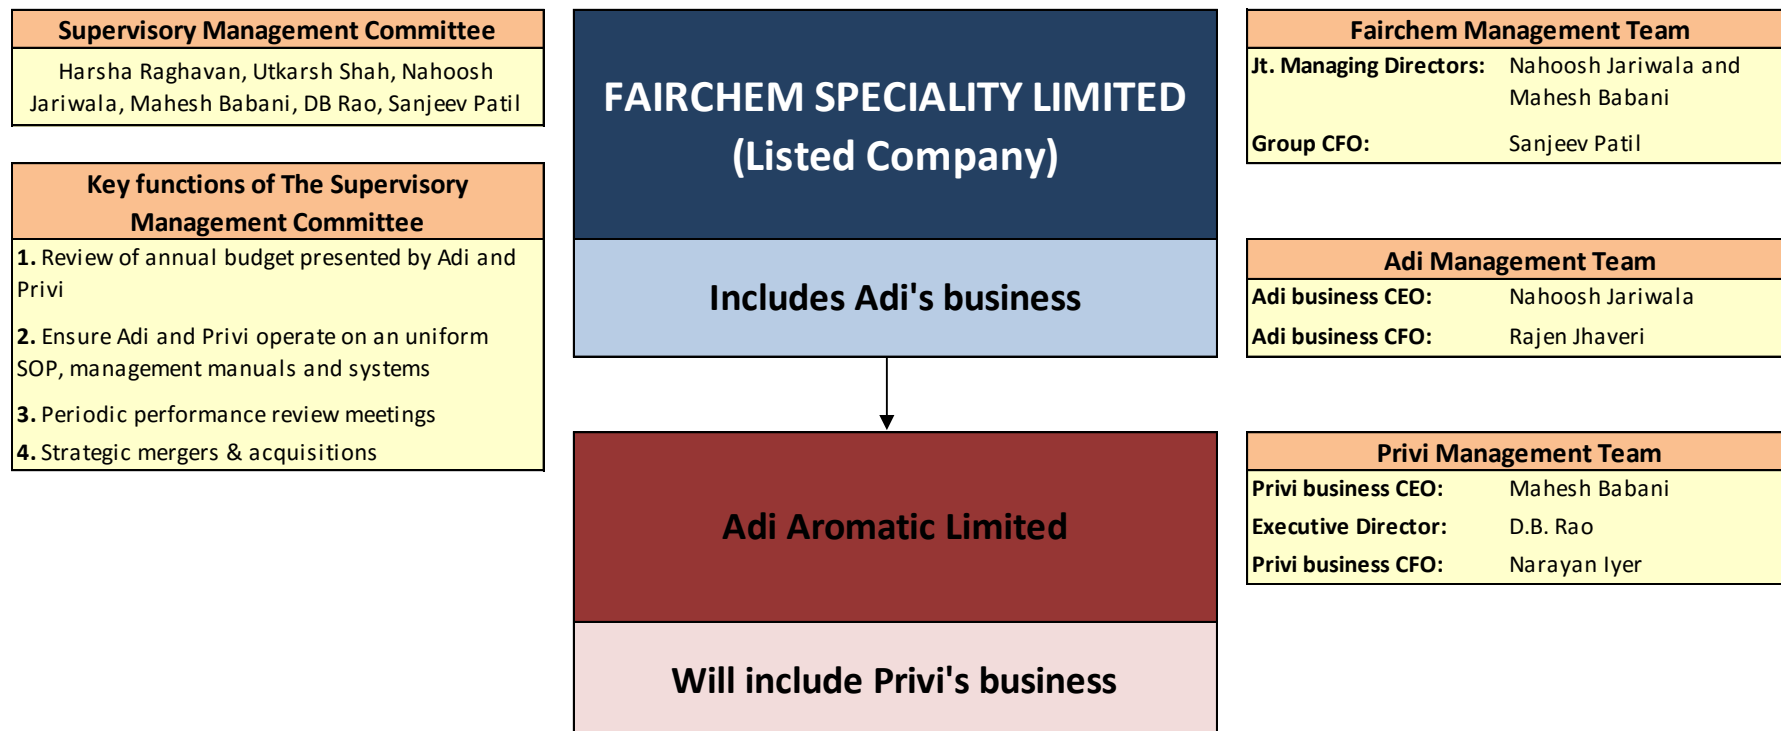 Supervisory Management Committee
Harsha Raghavan, Utkarsh Shah, Nahoosh
Jariwala, Mahesh Babani, DB Rao, Sanjeev Patil
Key functions of The Supervisory
Management Committee
1. Review of annual budget presented by Adi and
Privi
2. Ensure Adi and Privi operate on an uniform
SOP, management manuals and systems
3. Periodic performance review meetings
4. Strategic mergers & acquisitions
FAIRCHEM SPECIALITY LIMITED
(Listed Company)
Includes Adi's business
Adi Aromatic Limited
Will include Privi's business
Fairchem Management Team
Jt. Managing Directors: Nahoosh Jariwala and
Mahesh Babani
Group CFO: Sanjeev Patil
Adi Management Team
Adi business CEO: Nahoosh Jariwala
Adi business CFO: Rajen Jhaveri
Privi Management Team
Privi business CEO: Mahesh Babani
Executive Director: D.B. Rao
Privi business CFO: Narayan Iyer